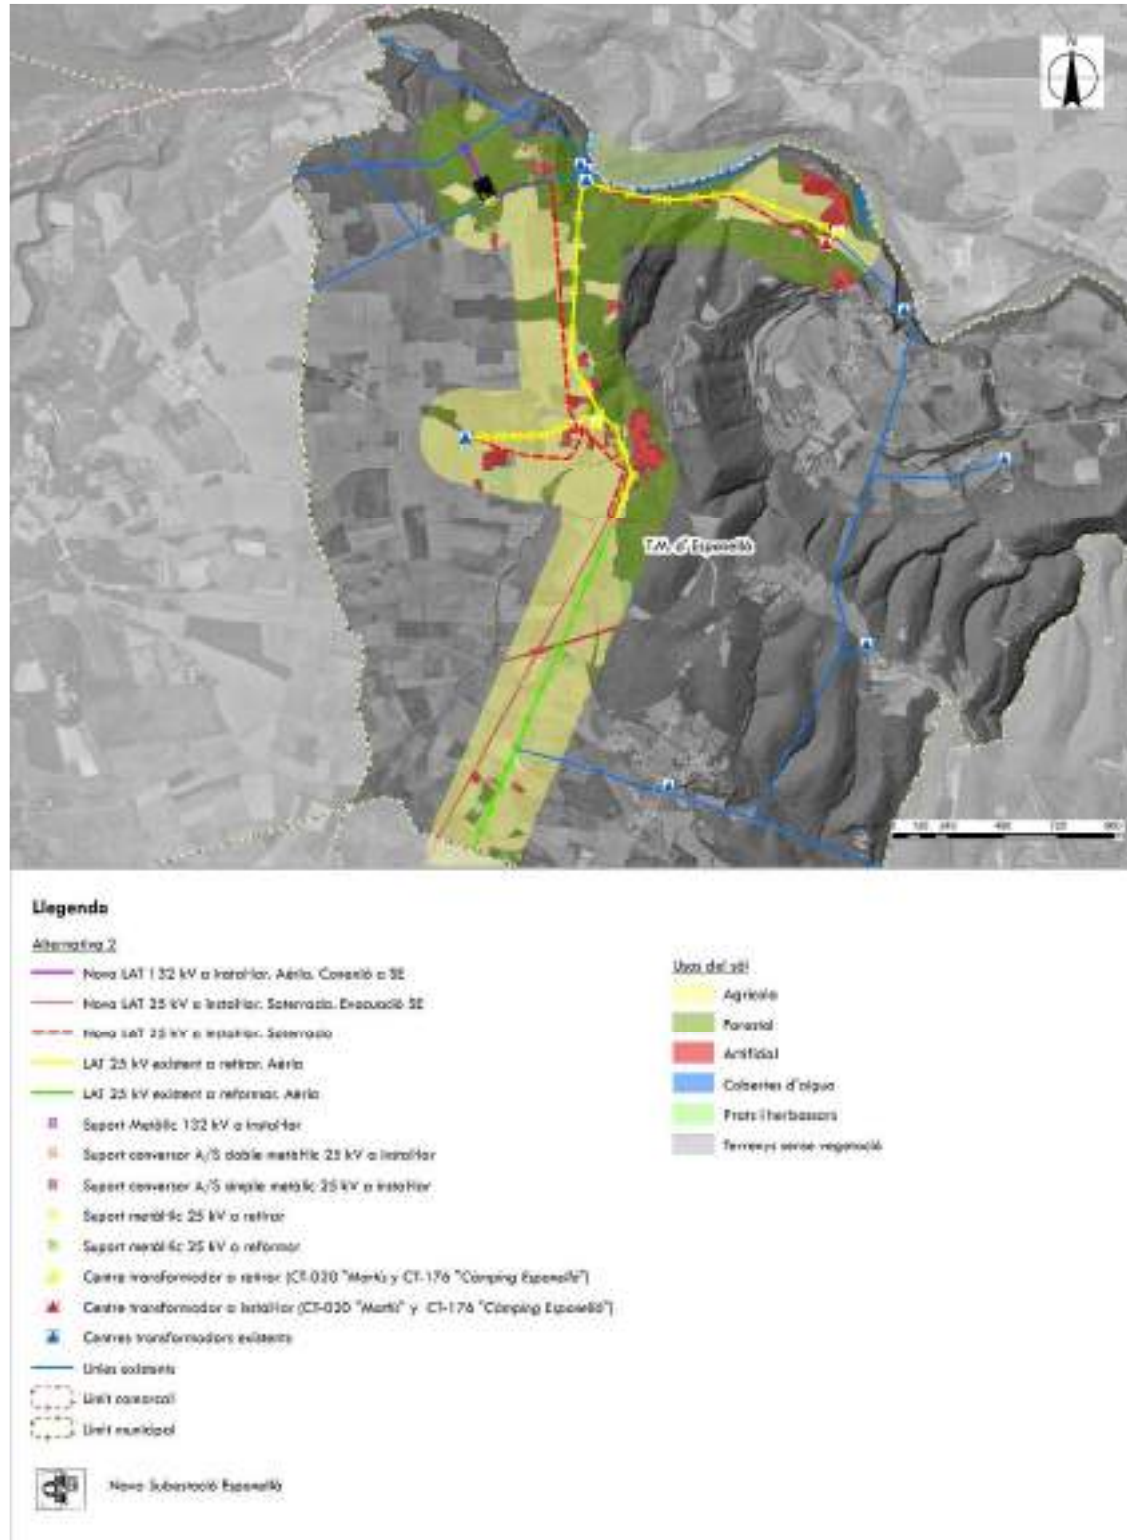 N
T.M. d'Esponellà
Llegenda
Alternativa 2
Nova LAT 132 kV a instal·lar. Aèria. Conexió a SE
Nova LAT 25 kV a instal·lar. Soterrada. Evacuació SE
Nova LAT 25 kV a instal·lar. Soterrada
LAT 25 kV existent a retirar. Aèria
LAT 25 kV existent a reformar. Aèria
Suport Metàl·lic 132 kV a instal·lar
Suport conversor A/S doble metàl·lic 25 kV a instal·lar
Suport conversor A/S simple metàl·lic 25 kV a instal·lar
Suport metàl·lic 25 kV a retirar
Suport metàl·lic 25 kV a reformar
Centre transformador a retirar (CT-020 "Martís y CT-176 "Càmping Esponellà")
Centre transformador a instal·lar (CT-020 "Martís" y CT-176 "Càmping Esponellà")
Centres transformadors existents
Línies existents
Límit comarcal
Límit municipal
Nova Subestació Esponellà
Usos del sòl
Agrícola
Forestal
Artificial
Cobertes d'aigua
Prats i herbassars
Terrenys sense vegetació